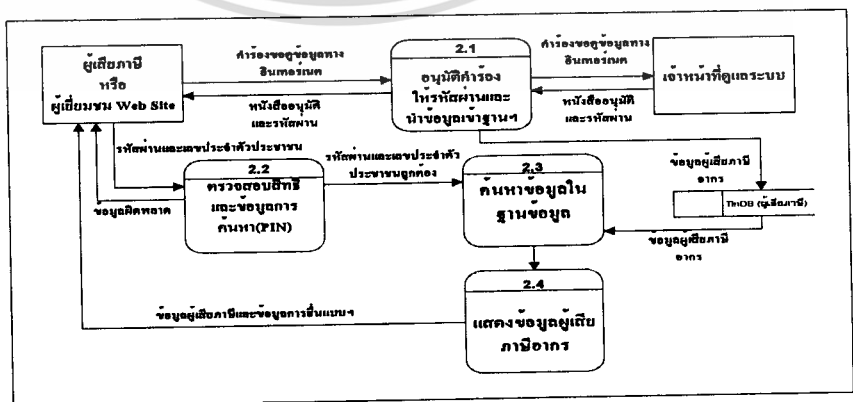 ผู้เสียภาษี
หรือ
ผู้เยี่ยมชม Web Site
คำร้องขอดูข้อมูลทาง
อินเทอร์เนต
หนังสืออนุมัติ
และรหัสผ่าน
2.1
อนุมัติคำร้อง
ให้รหัสผ่านและ
นำข้อมูลเข้าฐานฯ
คำร้องขอดูข้อมูลทาง
อินเทอร์เนต
หนังสืออนุมัติ
และรหัสผ่าน
เจ้าหน้าที่ดูแลระบบ
รหัสผ่านและเลขประจำตัวประชาชน
ข้อมูลผิดพลาด
2.2
ตรวจสอบสิทธิ
และข้อมูลการ
ค้นหา(PIN)
รหัสผ่านและเลขประจำตัว
ประชาชนถูกต้อง
2.3
ค้นหาข้อมูลใน
ฐานข้อมูล
ข้อมูลผู้เสียภาษี
อากร
TinDB (ผู้เสียภาษี)
ข้อมูลผู้เสียภาษี
อากร
2.4
แสดงข้อมูลผู้เสีย
ภาษีอากร
ข้อมูลผู้เสียภาษีและข้อมูลการยื่นแบบฯ